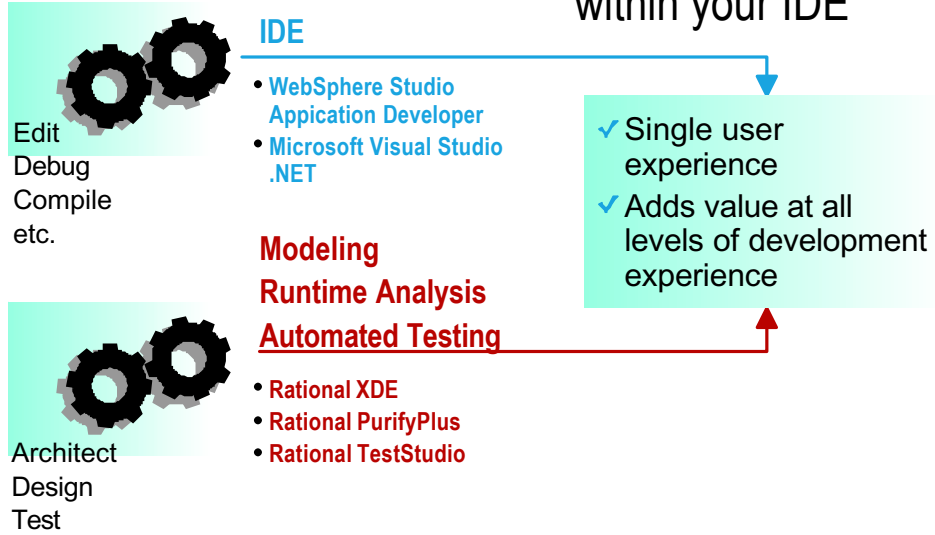 within your IDE
IDE
• WebSphere Studio
Appication Developer
• Microsoft Visual Studio
.NET
Edit
Debug
Compile
etc.
✓ Single user
experience
✓ Adds value at all
levels of development
experience
Modeling
Runtime Analysis
Automated Testing
• Rational XDE
• Rational PurifyPlus
• Rational TestStudio
Architect
Design
Test